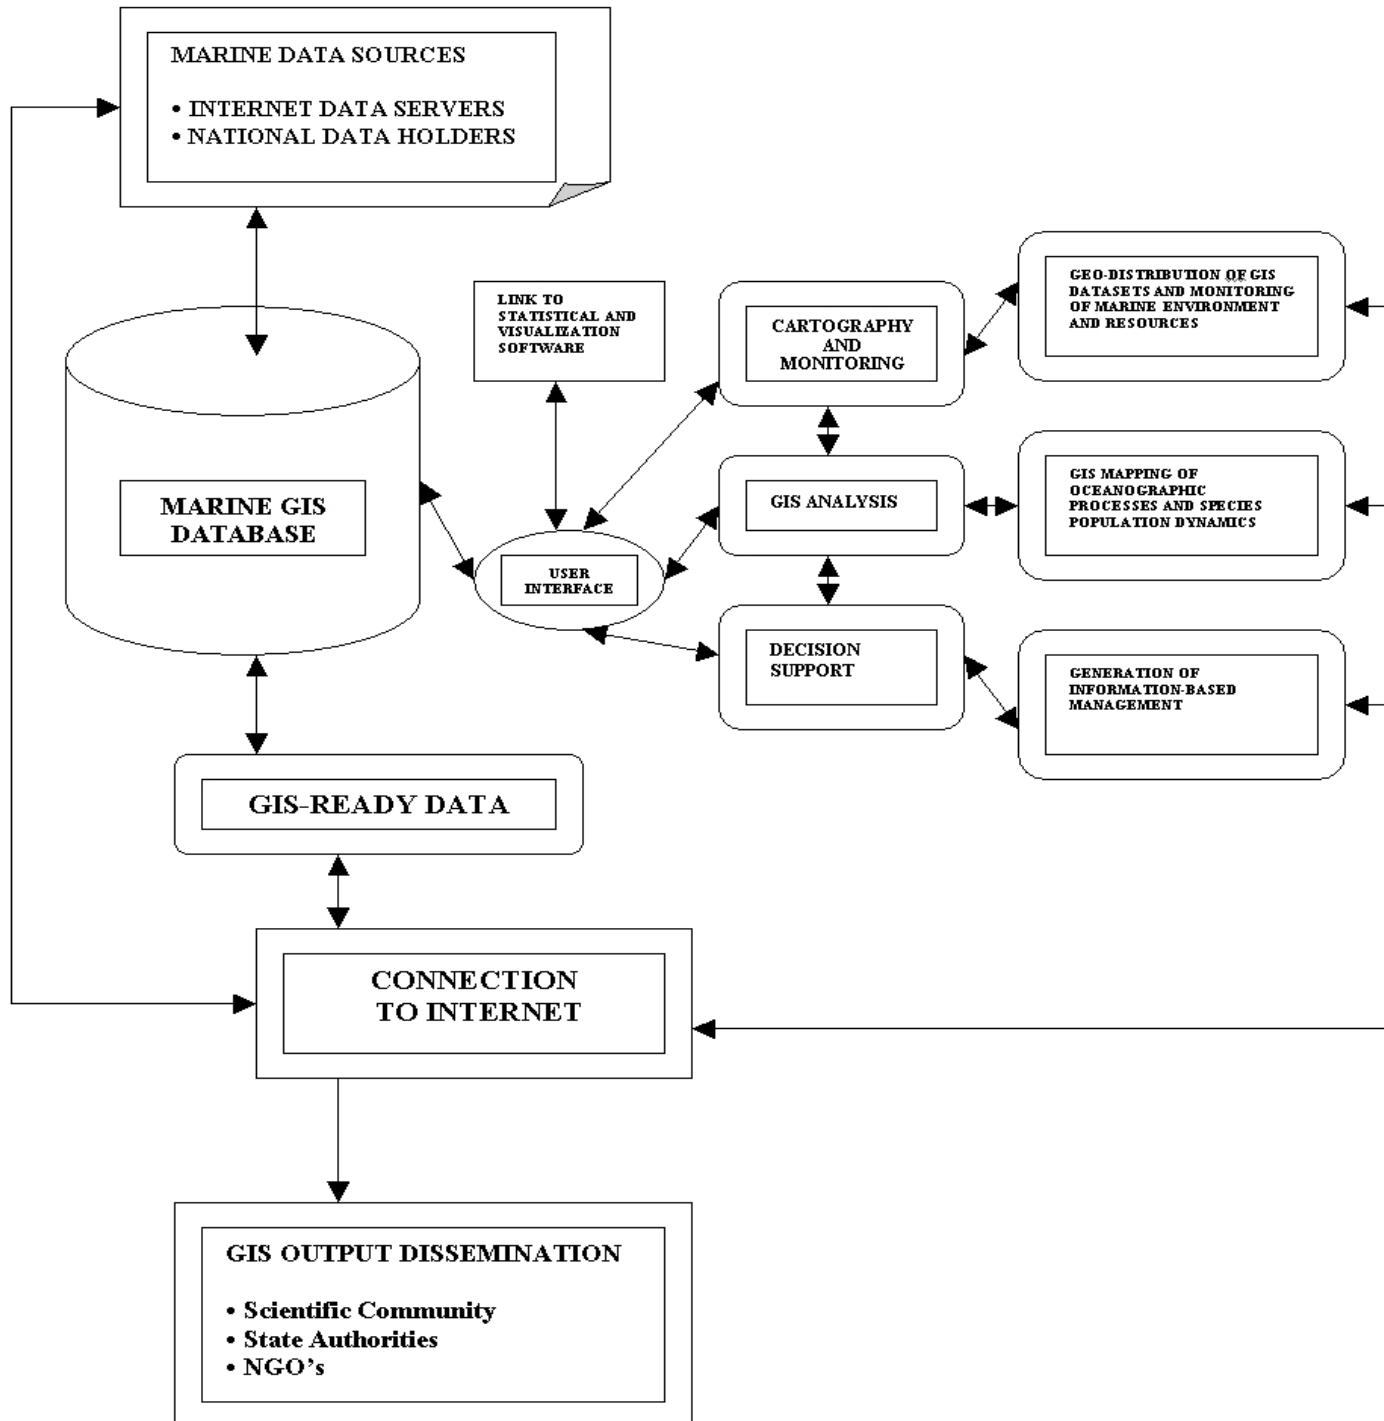 MARINE DATA SOURCES
• INTERNET DATA SERVERS
• NATIONAL DATA HOLDERS
LINK TO
STATISTICAL AND
VISUALIZATION
SOFTWARE
CARTOGRAPHY
AND
MONITORING
GEO-DISTRIBUTION OF GIS
DATASETS AND MONITORING
OF MARINE ENVIRONMENT
AND RESOURCES
MARINE GIS
DATABASE
USER
INTERFACE
GIS ANALYSIS
GIS MAPPING OF
OCEANOGRAPHIC
PROCESSES AND SPECIES
POPULATION DYNAMICS
DECISION
SUPPORT
GENERATION OF
INFORMATION-BASED
MANAGEMENT
GIS-READY DATA
CONNECTION
TO INTERNET
GIS OUTPUT DISSEMINATION
• Scientific Community
• State Authorities
• NGO’s